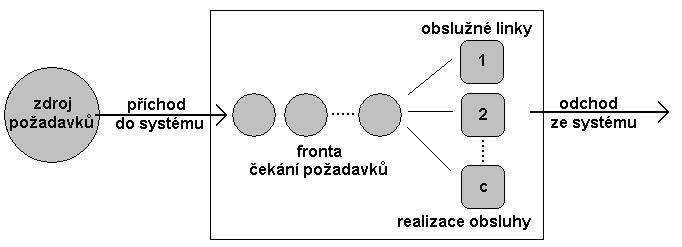 zdroj
požadavků
příchod
do systému
fronta
čekání požadavků
obslužné linky
1
2
c
realizace obsluhy
odchod
ze systému